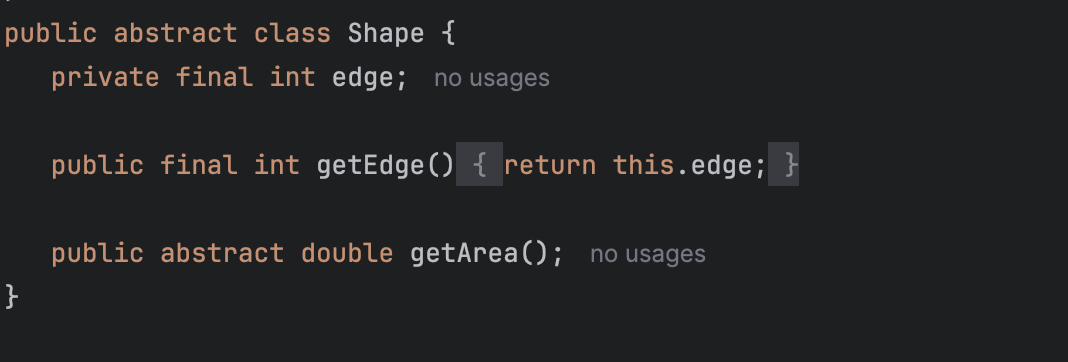 public abstract class Shape {
private final int edge; no usages
public final int getEdge() { return this.edge; }
public abstract double getArea(); no usages
}